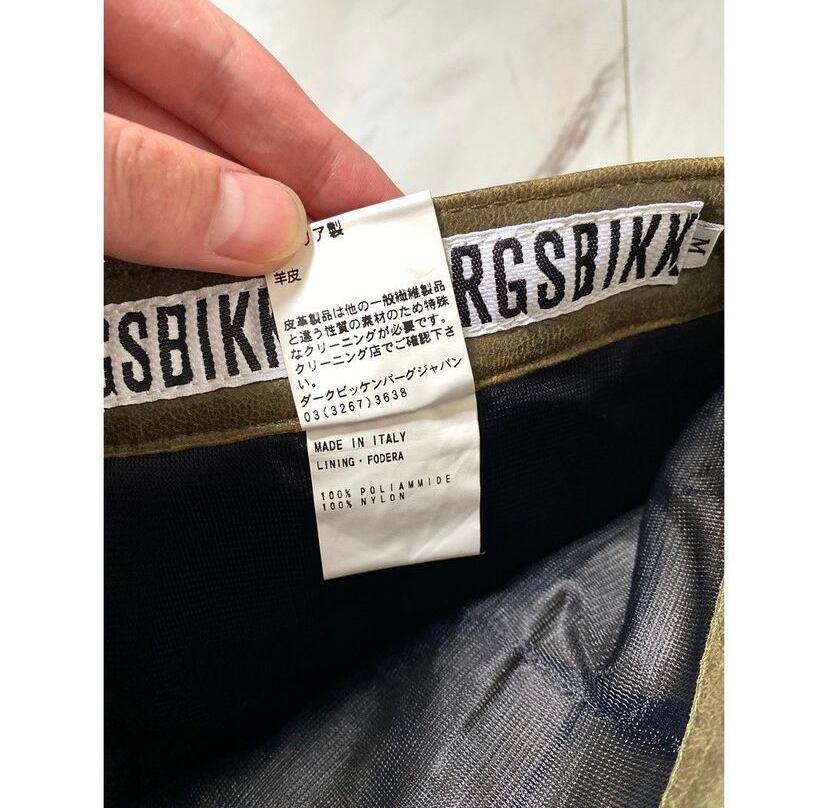 ア製
羊皮
皮革製品は他の一般繊維製品
と違う性質の素材のため特殊
なクリーニングが必要です。
クリーニング店でご確認下さ
い。
ダークビッケンバーグジャパン
03(3267)3638
MADE IN ITALY
LINING・FODERA
100% POLIAMMIDE
100% NYLON
GSBIKK
RGSBIKK
M